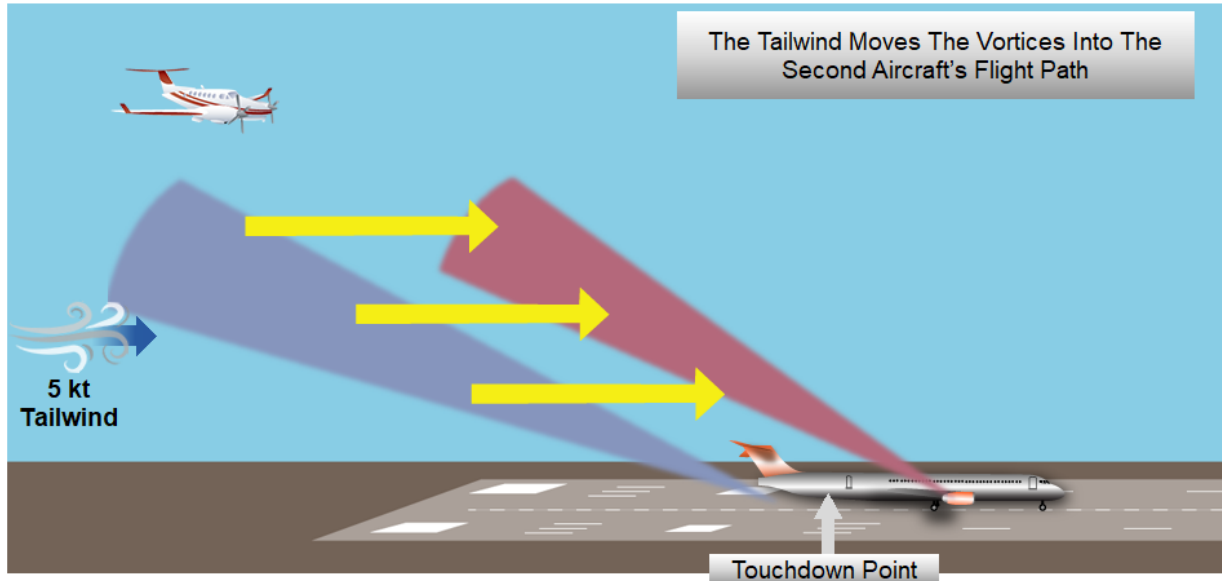 The Tailwind Moves The Vortices Into The
Second Aircraft's Flight Path
5 kt
Tailwind
Touchdown Point